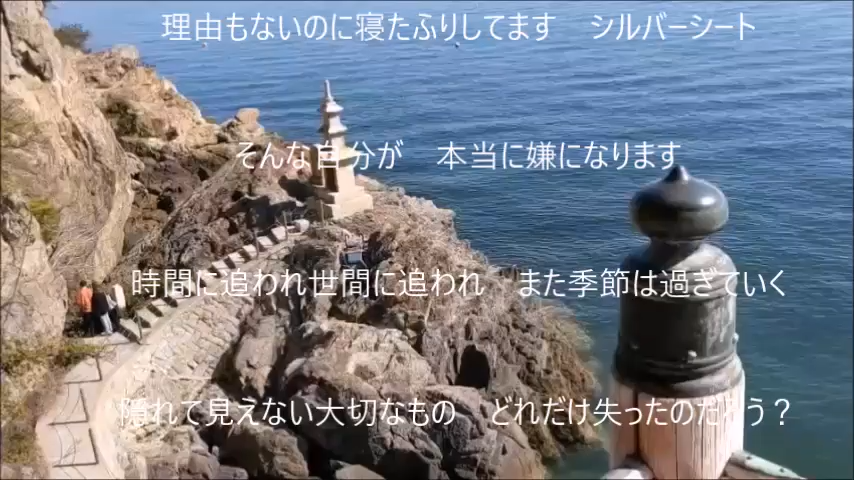 理由もないのに寝たふりしてます　シルバーシート
そんな自分が　本当に嫌になります
時間に追われ世間に追われ　また季節は過ぎていく
隠れて見えない大切なもの　どれだけ失ったのだろう？